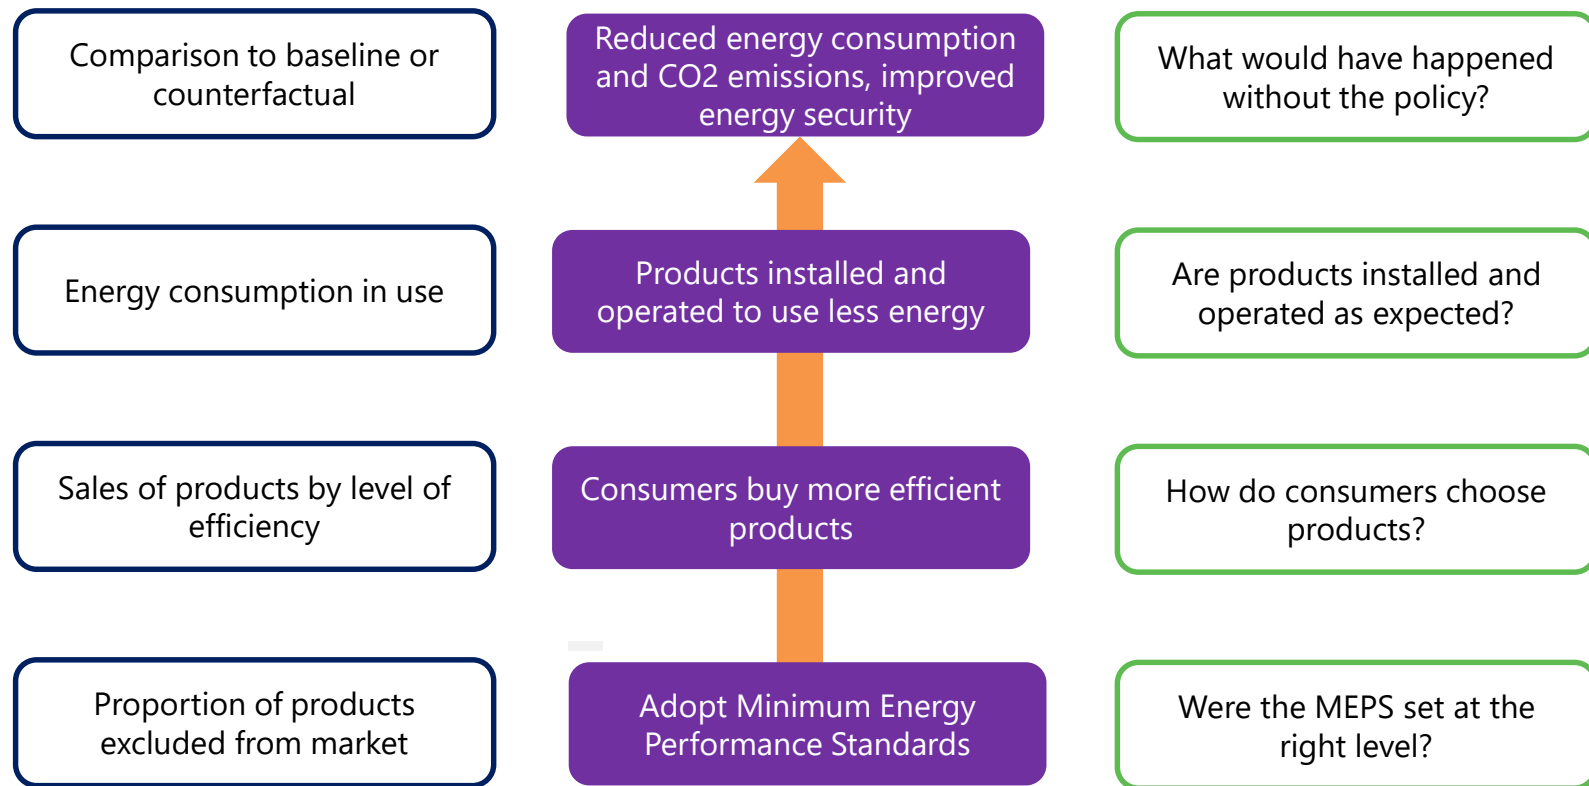 Comparison to baseline or
counterfactual
Reduced energy consumption
and CO2 emissions, improved
energy security
What would have happened
without the policy?
Energy consumption in use
Products installed and
operated to use less energy
Are products installed and
operated as expected?
Sales of products by level of
efficiency
Consumers buy more efficient
products
How do consumers choose
products?
Proportion of products
excluded from market
Adopt Minimum Energy
Performance Standards
Were the MEPS set at the
right level?